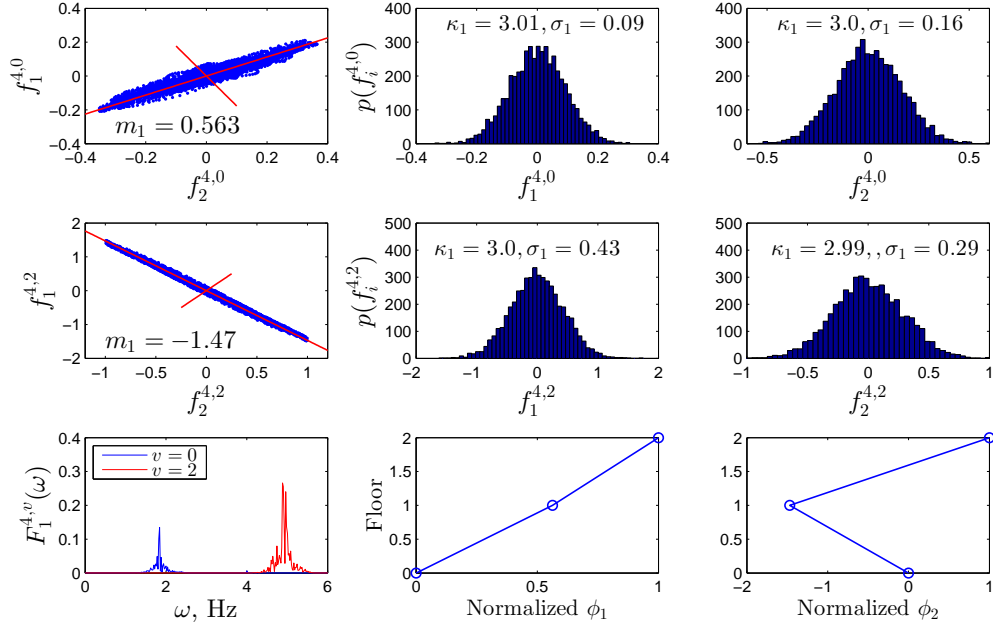 0.4
0.2
0
−0.2
−0.4
−0.4 −0.2 0 0.2 0.4
f_1^{4,0}
m_1 = 0.563
f_2^{4,0}
500
400
300
200
100
0
−0.4 −0.2 0 0.2 0.4
p(f_i^{4,0})
κ_1 = 3.01, σ_1 = 0.09
f_1^{4,0}
500
400
300
200
100
0
−0.5 0 0.5
κ_1 = 3.0, σ_1 = 0.16
f_2^{4,0}
2
1
0
−1
−2
−1 −0.5 0 0.5 1
f_1^{4,2}
m_1 = −1.47
f_2^{4,2}
500
400
300
200
100
0
−2 −1 0 1 2
p(f_i^{4,2})
κ_1 = 3.0, σ_1 = 0.43
f_1^{4,2}
500
400
300
200
100
0
−1 −0.5 0 0.5 1
κ_1 = 2.99, , σ_1 = 0.29
f_2^{4,2}
0.4
0.3
0.2
0.1
0
0 2 4 6
F_1^{4,v}(ω)
v = 0
v = 2
ω, Hz
2
1.5
1
0.5
0
0 0.5 1
Floor
Normalized ϕ_1
2
1.5
1
0.5
0
−2 −1 0 1
Normalized ϕ_2